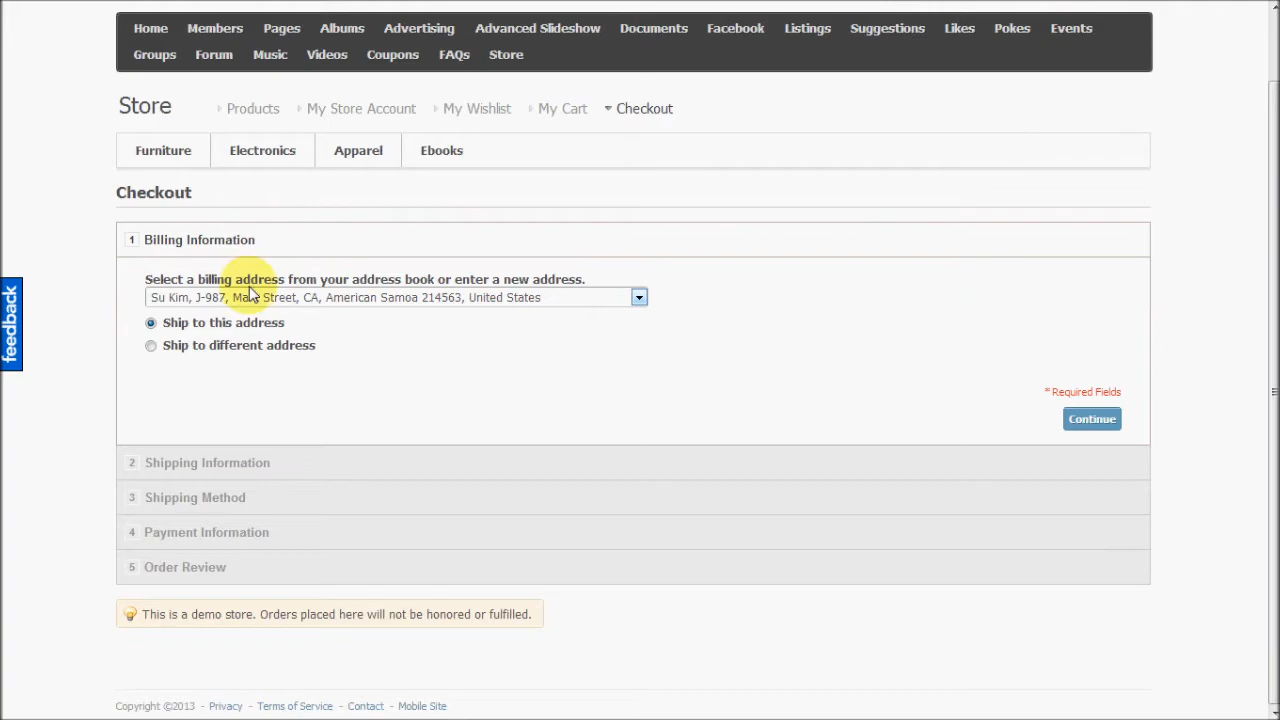 Home Members Pages Albums Advertising Advanced Slideshow Documents Facebook Listings Suggestions Likes Pokes Events
Groups Forum Music Videos Coupons FAQs Store
Store Products My Store Account My Wishlist My Cart Checkout
Furniture Electronics Apparel Ebooks
Checkout
1 Billing Information
Select a billing address from your address book or enter a new address.
Su Kim, J-987, Street, CA, American Samoa 214563, United States
Ship to this address
Ship to different address
* Required Fields
Continue
2 Shipping Information
3 Shipping Method
4 Payment Information
5 Order Review
This is a demo store. Orders placed here will not be honored or fulfilled.
Copyright ©2013 - Privacy - Terms of Service - Contact - Mobile Site
feedback